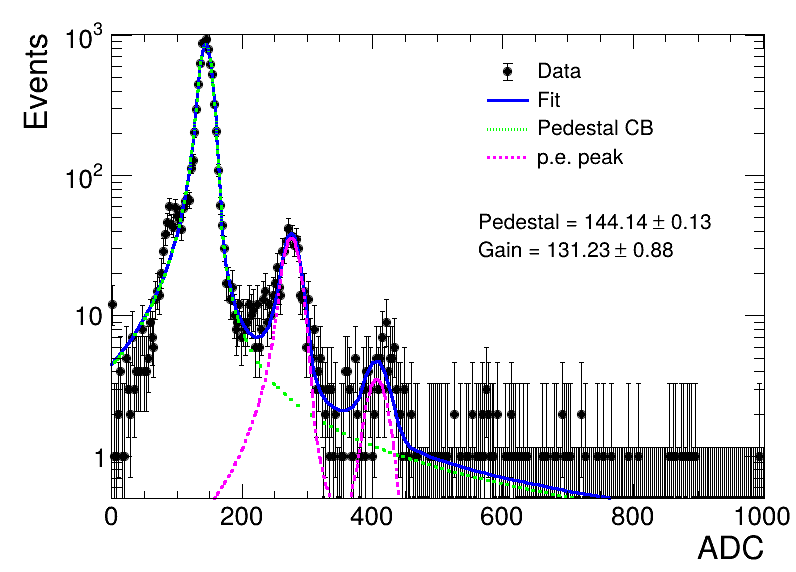 Events
10³
10²
10
1
Data
Fit
Pedestal CB
p.e. peak
Pedestal = 144.14 ± 0.13
Gain = 131.23 ± 0.88
0 200 400 600 800 1000
ADC